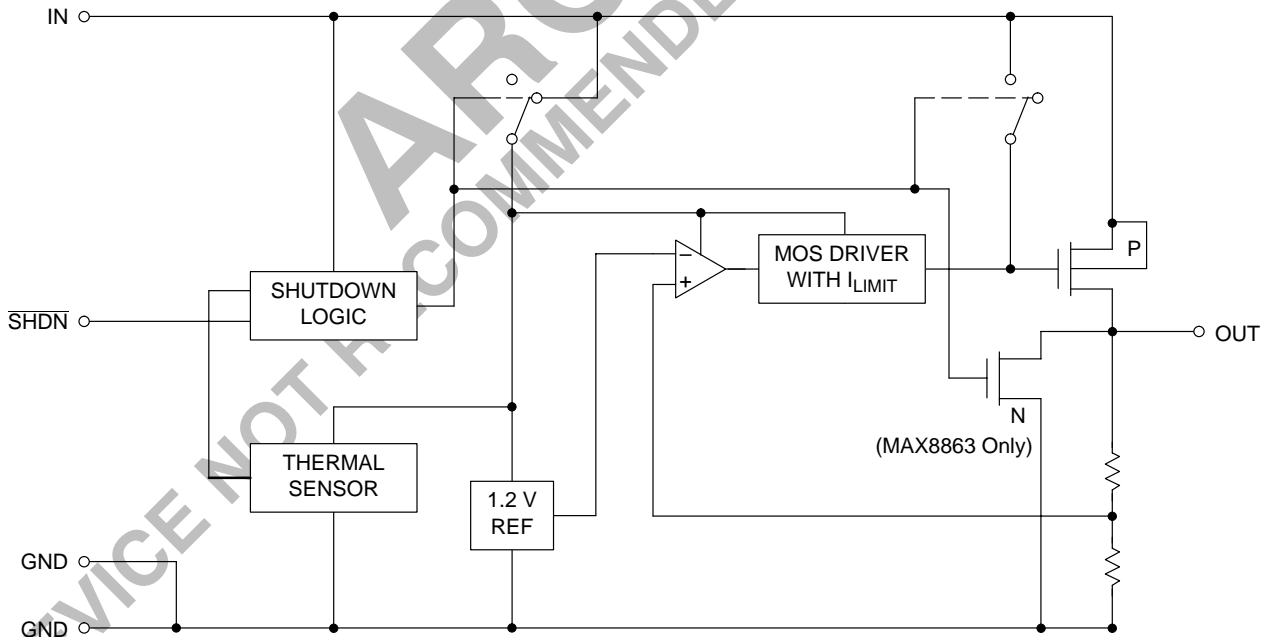 IN
SHUTDOWN
LOGIC
SHDN
THERMAL
SENSOR
1.2 V
REF
−
+
MOS DRIVER
WITH ILIMIT
P
OUT
N
(MAX8863 Only)
GND
GND